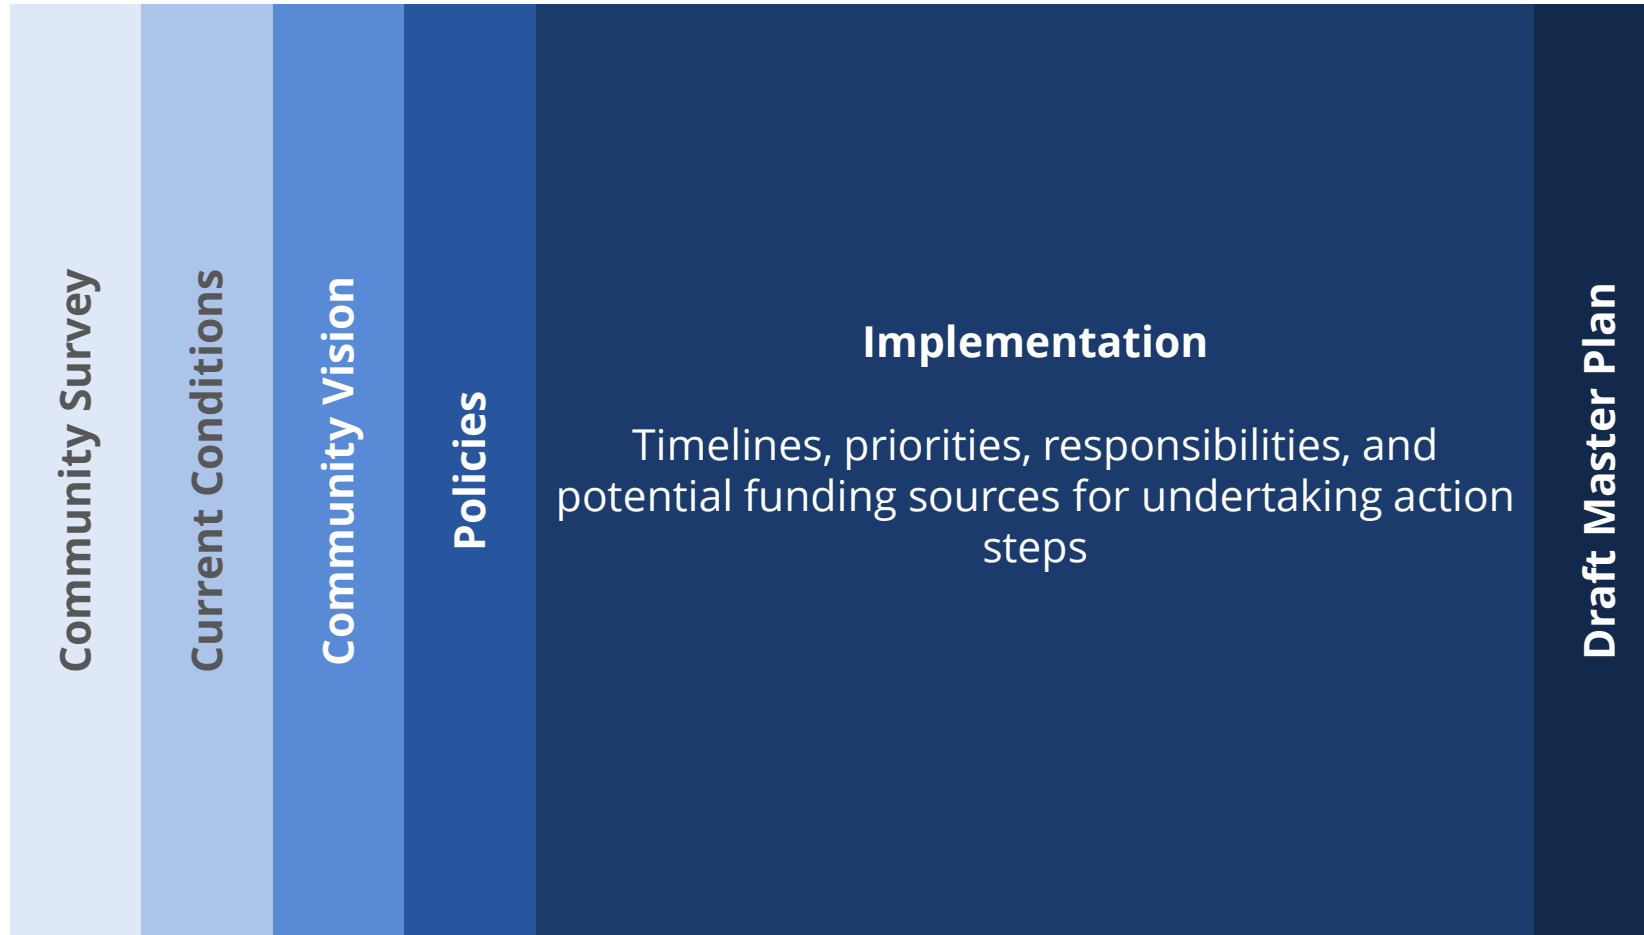 Community Survey
Current Conditions
Community Vision
Policies
Implementation
Timelines, priorities, responsibilities, and
potential funding sources for undertaking action
steps
Draft Master Plan